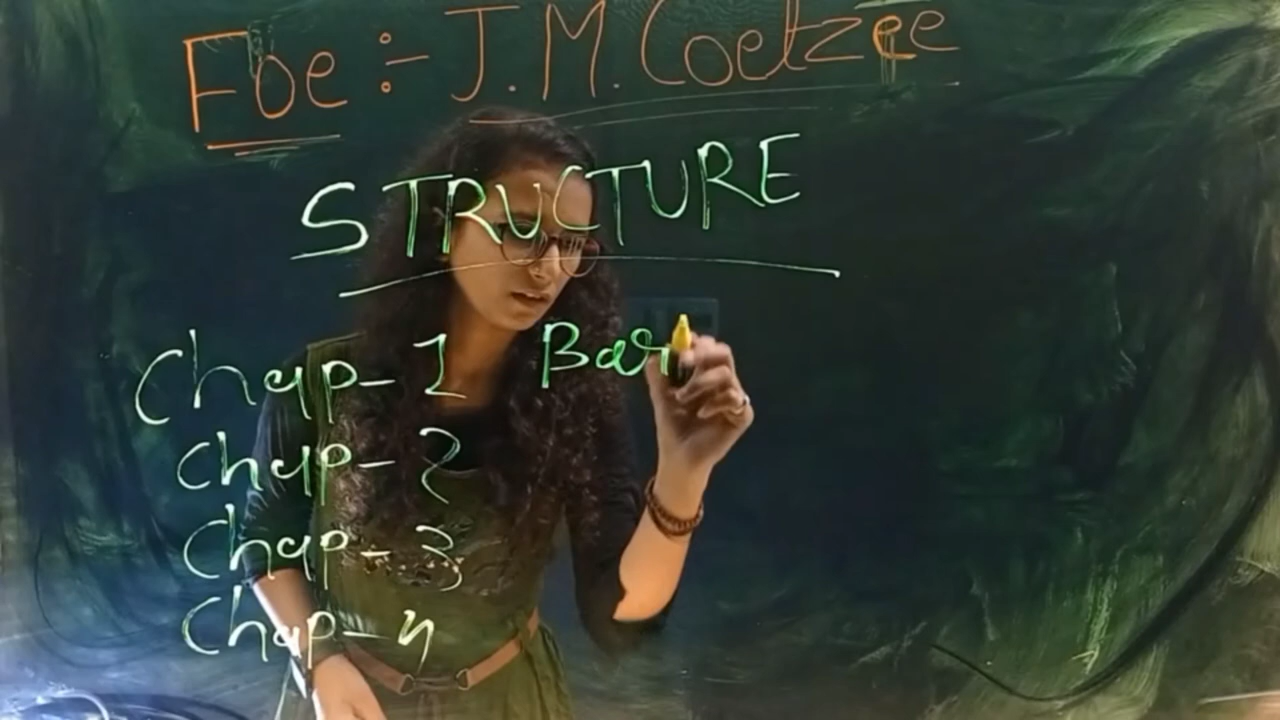 Foe :- J.M. Coetzee
STRUCTURE
Chap-1 Bar
Chap-2
Chap-3
Chap-4